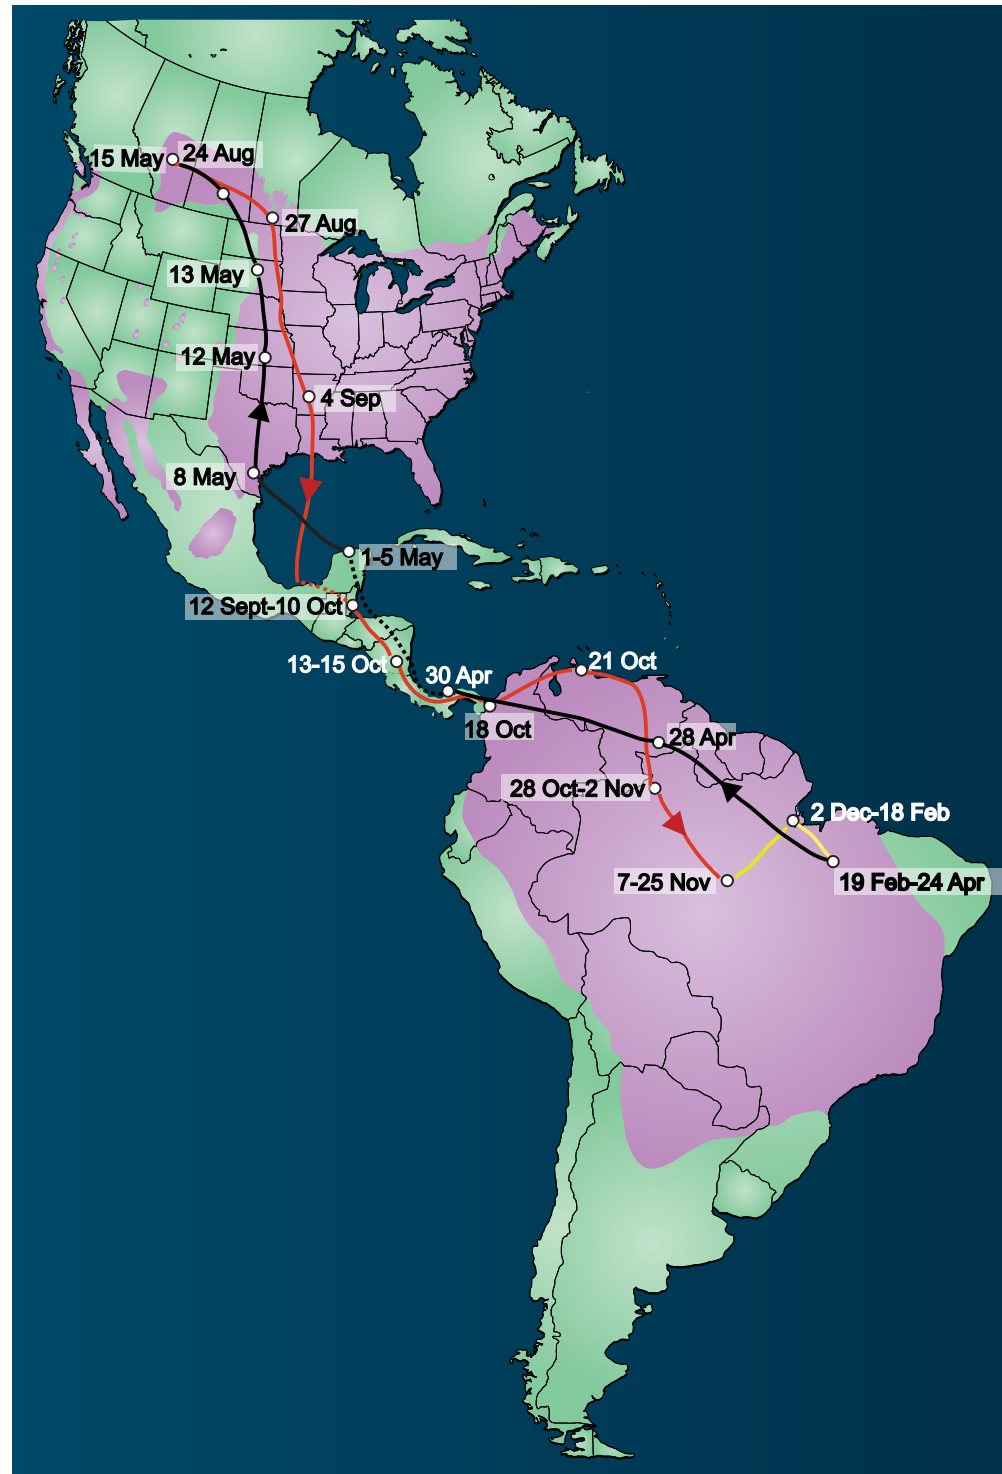 15 May
24 Aug
27 Aug
13 May
12 May
4 Sep
8 May
1-5 May
12 Sept-10 Oct
13-15 Oct
21 Oct
30 Apr
18 Oct
28 Apr
28 Oct-2 Nov
2 Dec-18 Feb
7-25 Nov
19 Feb-24 Apr